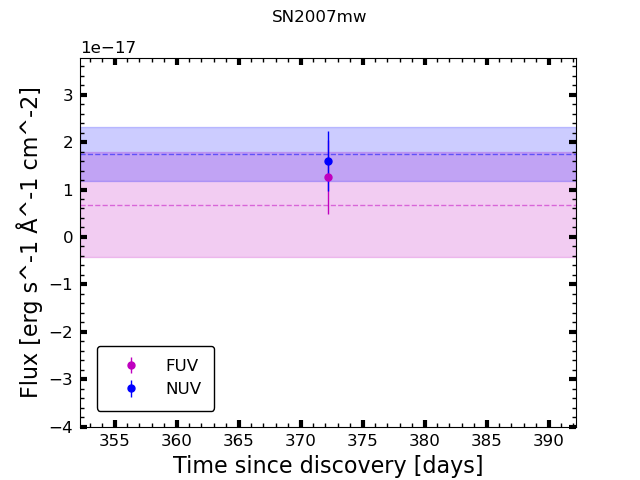 SN2007mw
1e−17
3
2
1
0
−1
−2
−3
−4
Flux [erg s^-1 Å^-1 cm^-2]
FUV
NUV
355 360 365 370 375 380 385 390
Time since discovery [days]